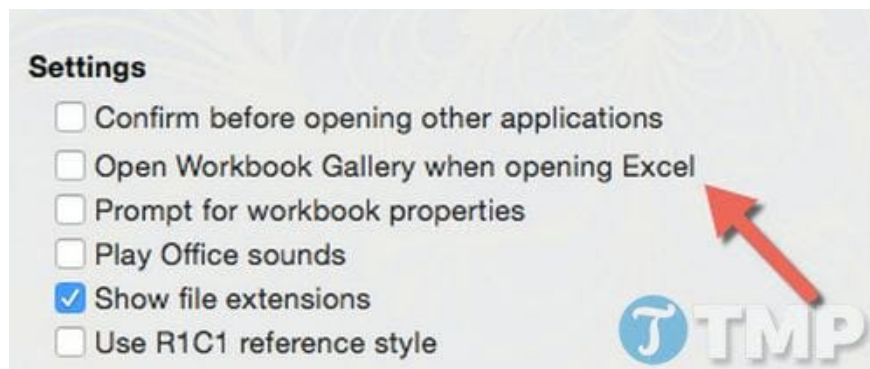 Settings
Confirm before opening other applications
Open Workbook Gallery when opening Excel
Prompt for workbook properties
Play Office sounds
Show file extensions
Use R1C1 reference style
T TMP